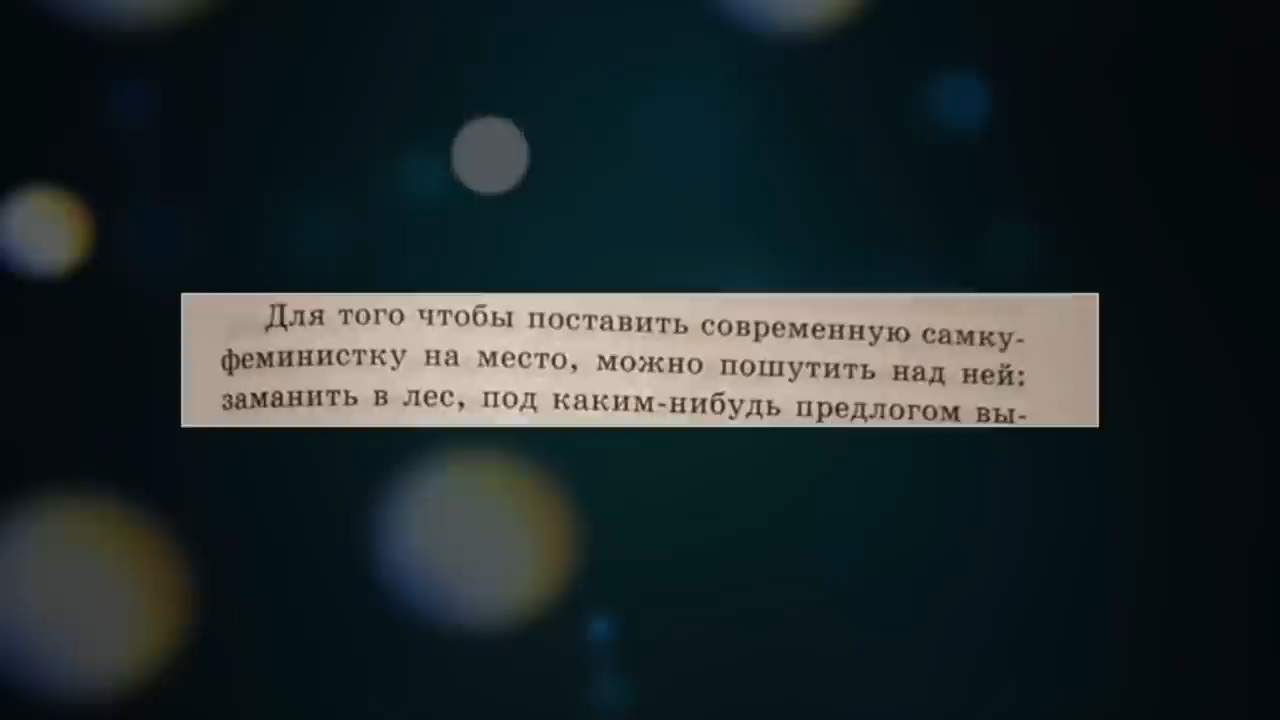 Для того чтобы поставить современную самку-
феминистку на место, можно пошутить над ней:
заманить в лес, под каким-нибудь предлогом вы-